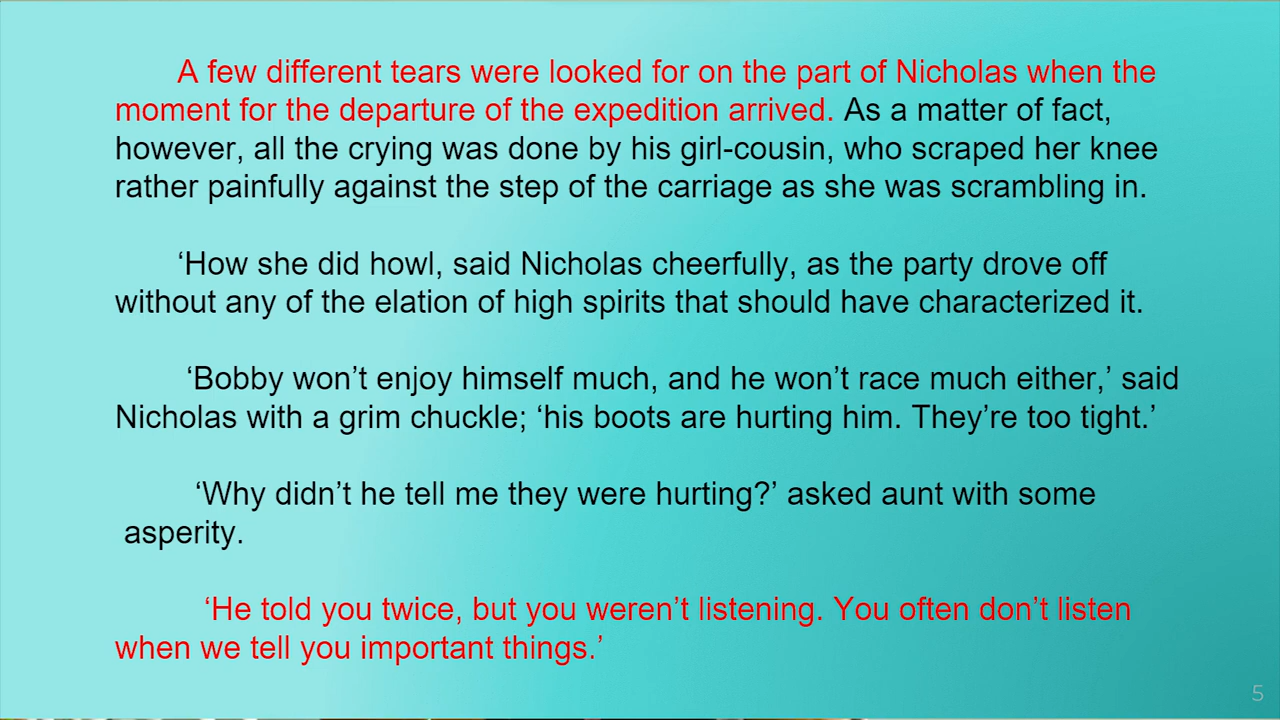 A few different tears were looked for on the part of Nicholas when the
moment for the departure of the expedition arrived. As a matter of fact,
however, all the crying was done by his girl-cousin, who scraped her knee
rather painfully against the step of the carriage as she was scrambling in.
‘How she did howl, said Nicholas cheerfully, as the party drove off
without any of the elation of high spirits that should have characterized it.
‘Bobby won’t enjoy himself much, and he won’t race much either,’ said
Nicholas with a grim chuckle; ‘his boots are hurting him. They’re too tight.’
‘Why didn’t he tell me they were hurting?’ asked aunt with some
asperity.
‘He told you twice, but you weren’t listening. You often don’t listen
when we tell you important things.’
5